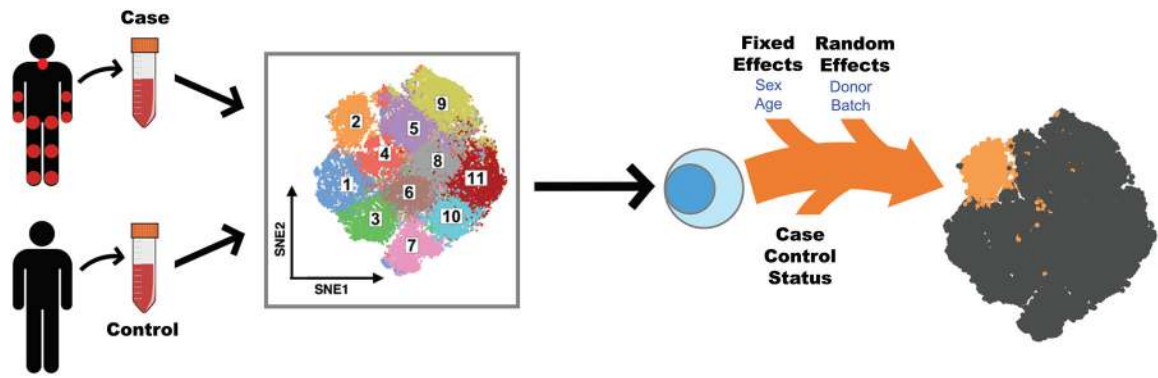 Case
Control
2
9
5
4
8
1
11
6
3
10
7
SNE2
SNE1
Fixed
Effects
Sex
Age
Random
Effects
Donor
Batch
Case
Control
Status